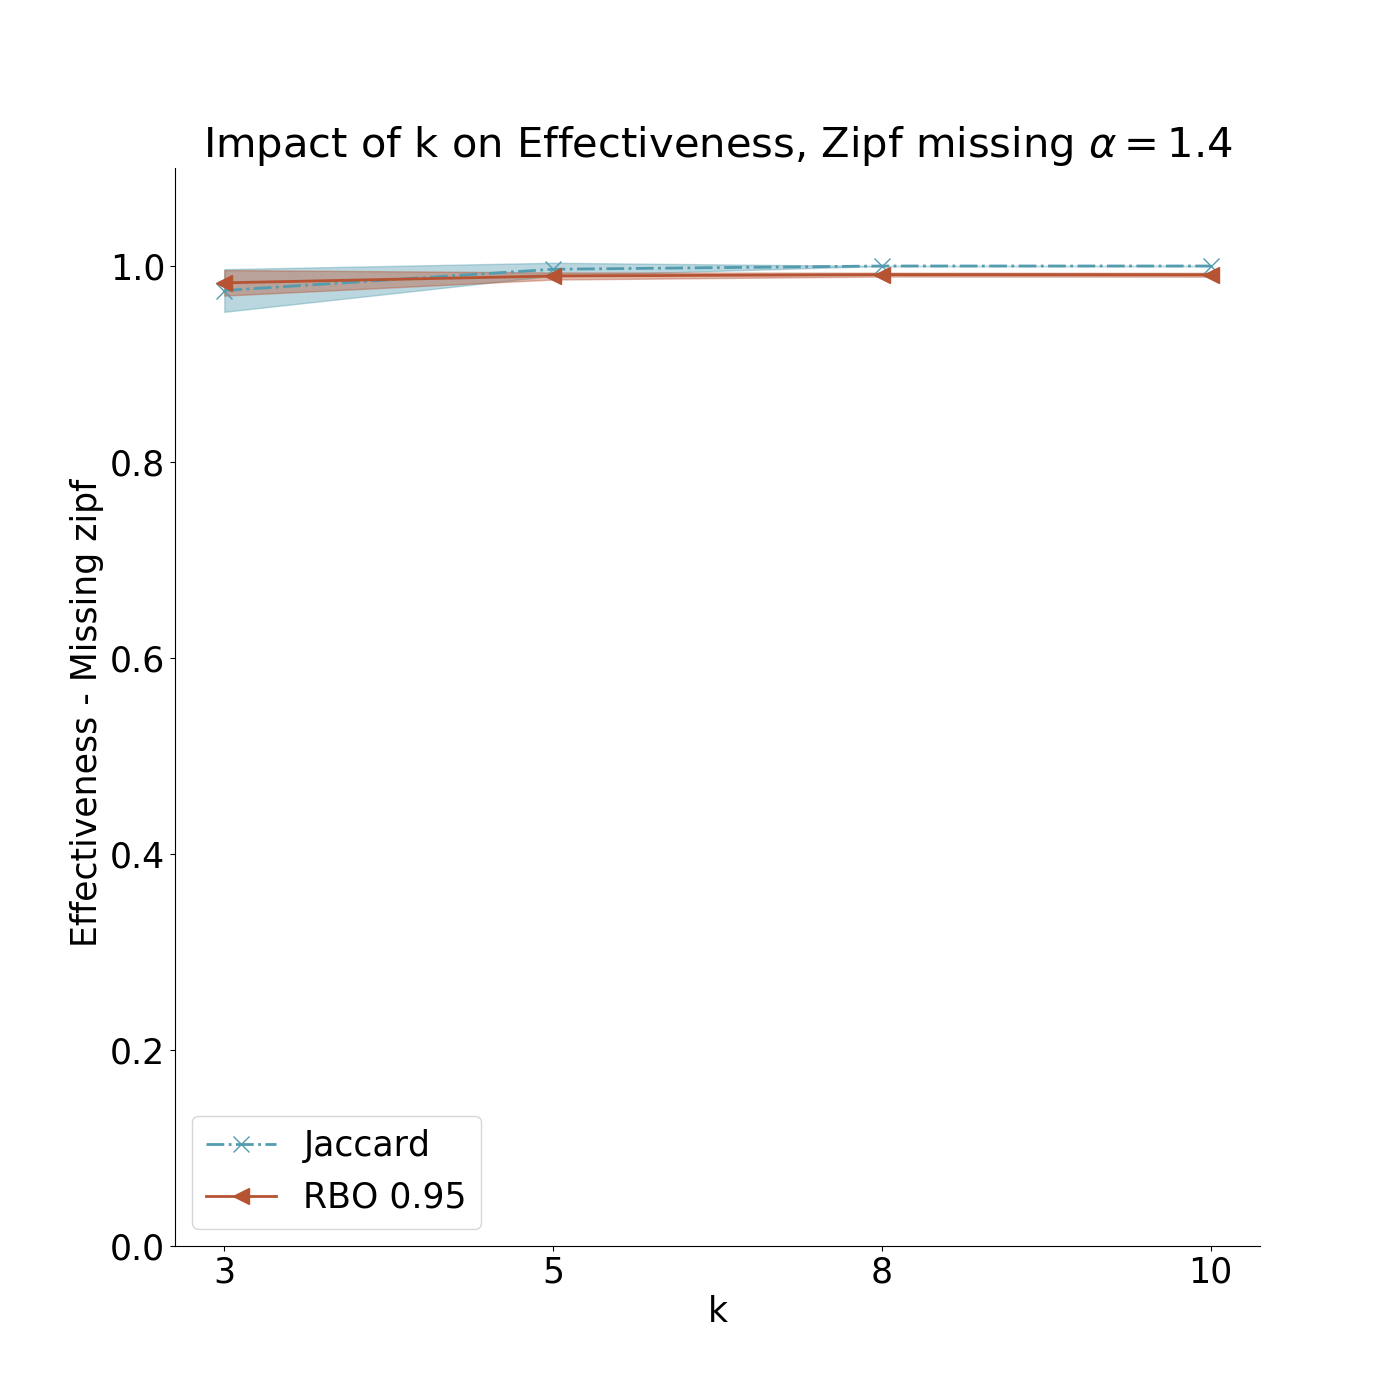 Impact of k on Effectiveness, Zipf missing α = 1.4
Effectiveness - Missing zipf
1.0
0.8
0.6
0.4
0.2
0.0
Jaccard
RBO 0.95
3 5 8 10
k